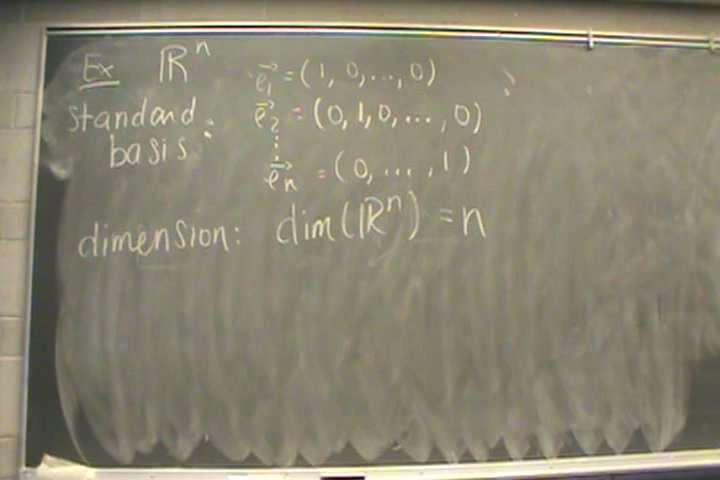 Ex ℝⁿ e⃗₁ = (1, 0, ..., 0)
standard basis: e⃗₂ = (0, 1, 0, ..., 0)
⋮
e⃗ₙ = (0, ..., 1)
dimension: dim(ℝⁿ) = n